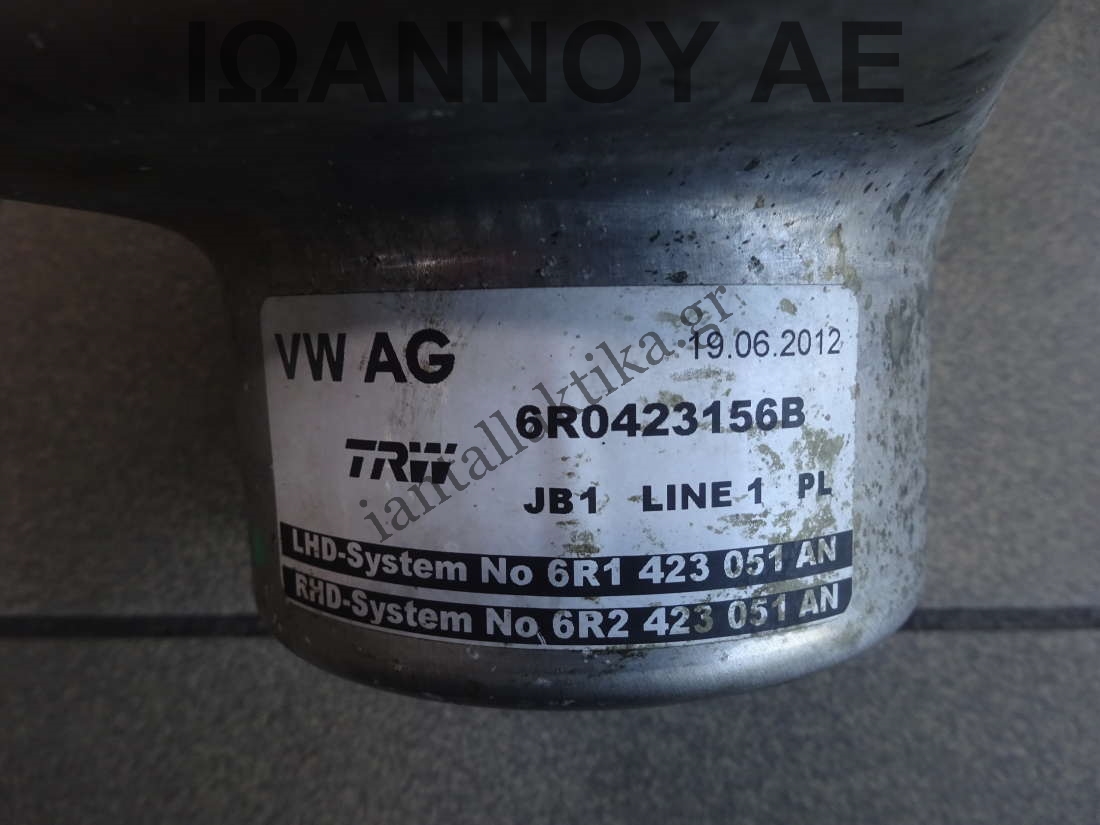 ΙΩΑΝΝΟΥ ΑΕ
VW AG 19.06.2012
6R0423156B
TRW
JB1 LINE 1 PL
LHD-System No 6R1 423 051 AN
RHD-System No 6R2 423 051 AN
iantallaktika.gr